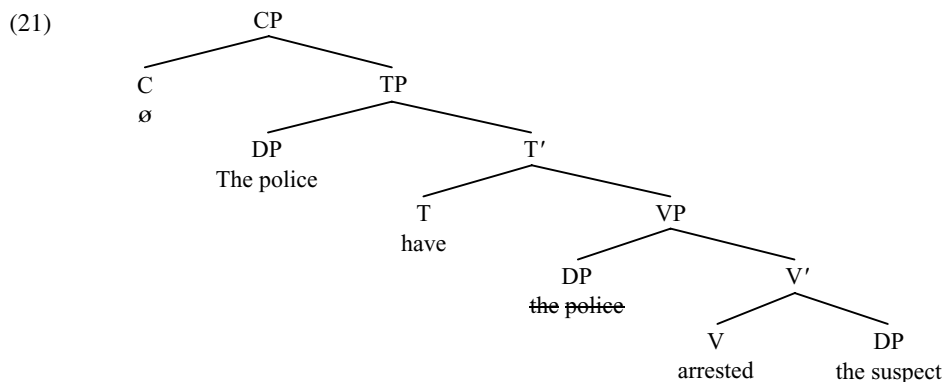 (21) CP
C TP
ø
DP T′
The police
T VP
have
DP V′
the police
V DP
arrested the suspect